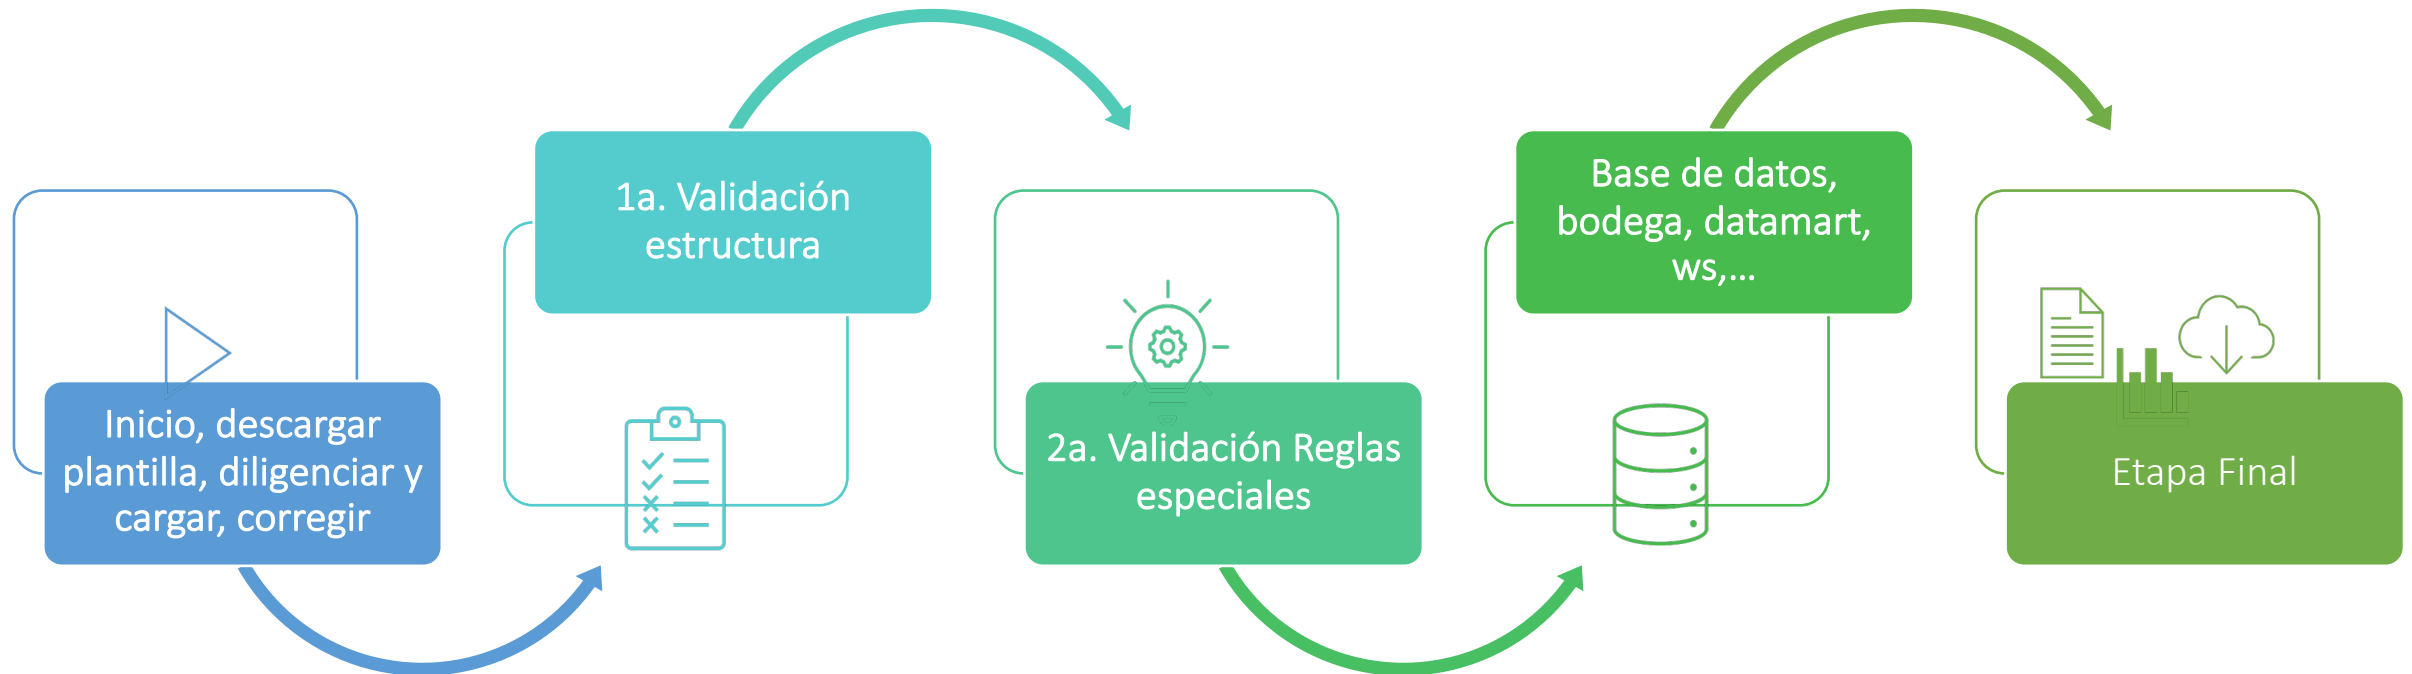 Inicio, descargar
plantilla, diligenciar y
cargar, corregir
1a. Validación
estructura
2a. Validación Reglas
especiales
Base de datos,
bodega, datamart,
ws,...
Etapa Final